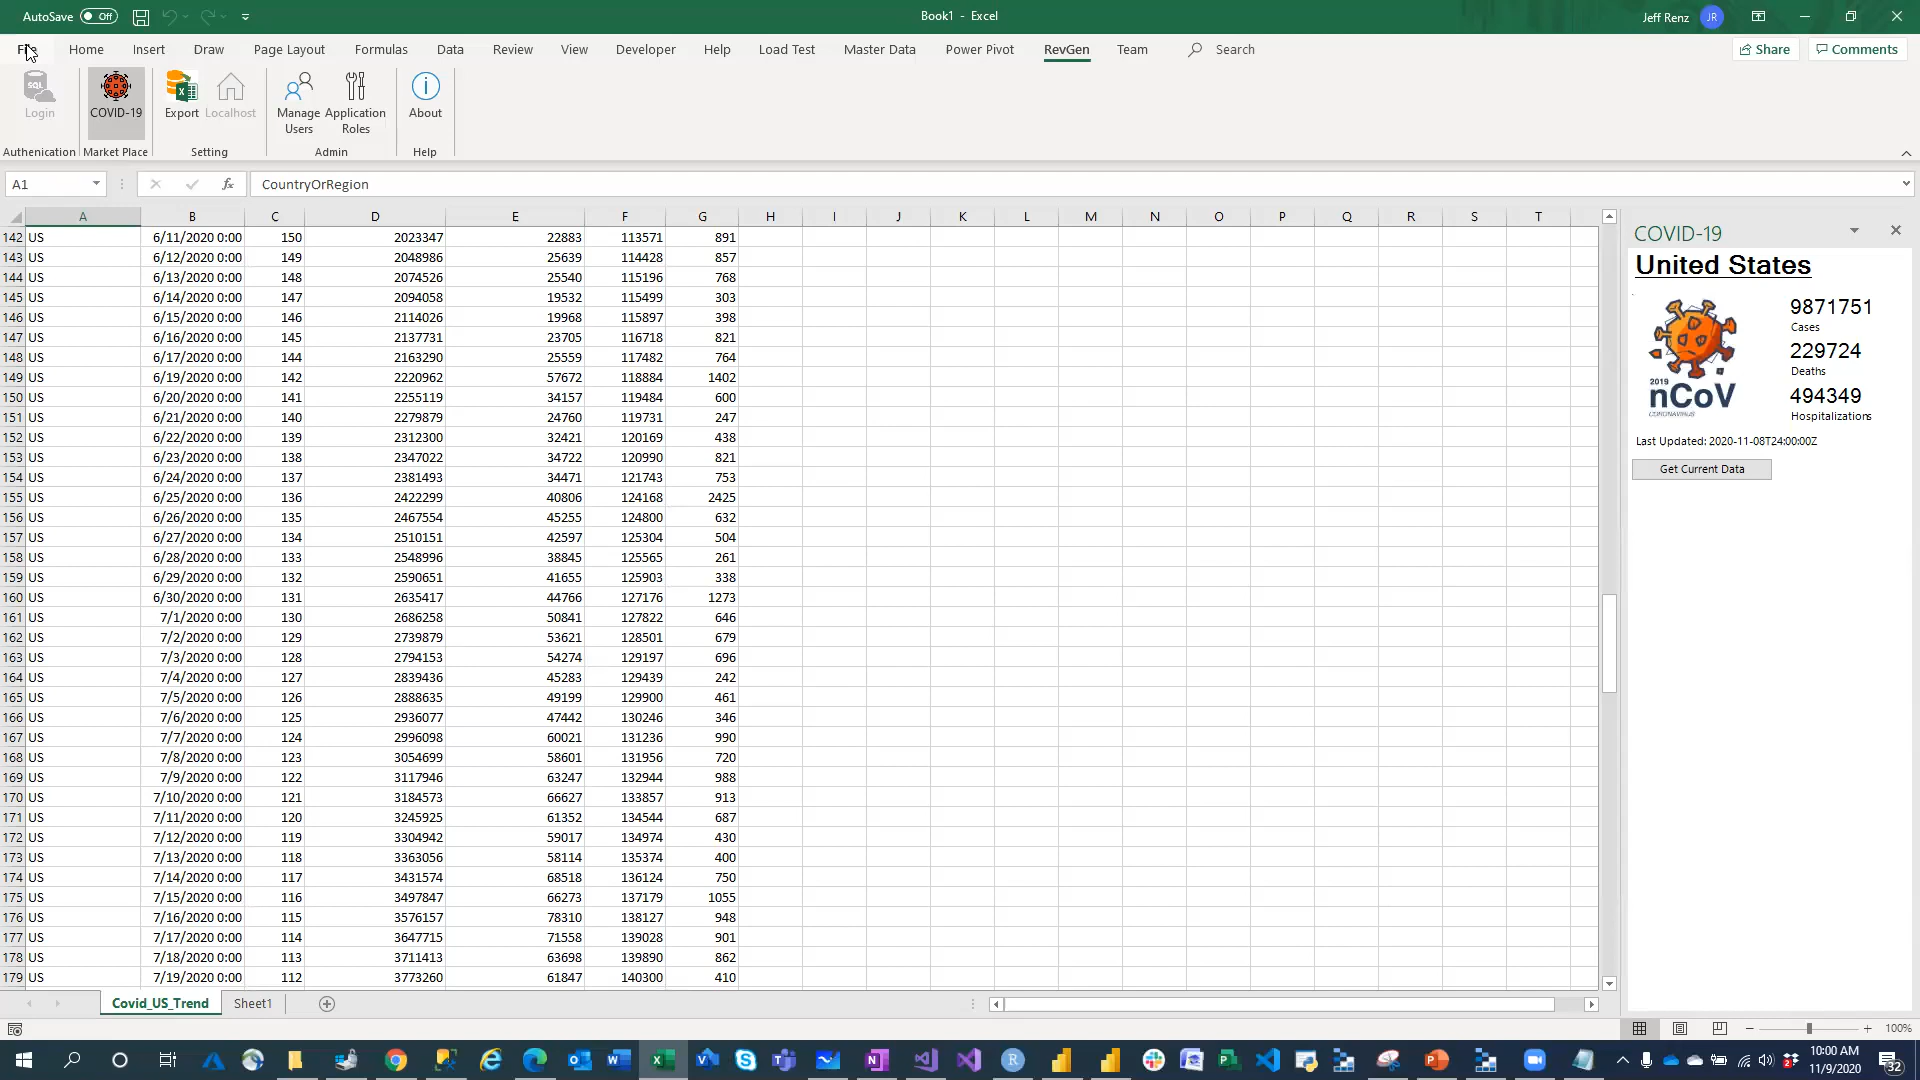 AutoSave Off
Book1 - Excel
Jeff Renz JR
File Home Insert Draw Page Layout Formulas Data Review View Developer Help Load Test Master Data Power Pivot RevGen Team Search Share Comments
SQL
Login COVID-19 Export Localhost Manage Users Application Roles About
Authenication Market Place Setting Admin Help
A1 fx CountryOrRegion
A B C D E F G H I J K L M N O P Q R S T
142 US 6/11/2020 0:00 150 2023347 22883 113571 891
143 US 6/12/2020 0:00 149 2048986 25639 114428 857
144 US 6/13/2020 0:00 148 2074526 25540 115196 768
145 US 6/14/2020 0:00 147 2094058 19532 115499 303
146 US 6/15/2020 0:00 146 2114026 19968 115897 398
147 US 6/16/2020 0:00 145 2137731 23705 116718 821
148 US 6/17/2020 0:00 144 2163290 25559 117482 764
149 US 6/19/2020 0:00 142 2220962 57672 118884 1402
150 US 6/20/2020 0:00 141 2255119 34157 119484 600
151 US 6/21/2020 0:00 140 2279879 24760 119731 247
152 US 6/22/2020 0:00 139 2312300 32421 120169 438
153 US 6/23/2020 0:00 138 2347022 34722 120990 821
154 US 6/24/2020 0:00 137 2381493 34471 121743 753
155 US 6/25/2020 0:00 136 2422299 40806 124168 2425
156 US 6/26/2020 0:00 135 2467554 45255 124800 632
157 US 6/27/2020 0:00 134 2510151 42597 125304 504
158 US 6/28/2020 0:00 133 2548996 38845 125565 261
159 US 6/29/2020 0:00 132 2590651 41655 125903 338
160 US 6/30/2020 0:00 131 2635417 44766 127176 1273
161 US 7/1/2020 0:00 130 2686258 50841 127822 646
162 US 7/2/2020 0:00 129 2739879 53621 128501 679
163 US 7/3/2020 0:00 128 2794153 54274 129197 696
164 US 7/4/2020 0:00 127 2839436 45283 129439 242
165 US 7/5/2020 0:00 126 2888635 49199 129900 461
166 US 7/6/2020 0:00 125 2936077 47442 130246 346
167 US 7/7/2020 0:00 124 2996098 60021 131236 990
168 US 7/8/2020 0:00 123 3054699 58601 131956 720
169 US 7/9/2020 0:00 122 3117946 63247 132944 988
170 US 7/10/2020 0:00 121 3184573 66627 133857 913
171 US 7/11/2020 0:00 120 3245925 61352 134544 687
172 US 7/12/2020 0:00 119 3304942 59017 134974 430
173 US 7/13/2020 0:00 118 3363056 58114 135374 400
174 US 7/14/2020 0:00 117 3431574 68518 136124 750
175 US 7/15/2020 0:00 116 3497847 66273 137179 1055
176 US 7/16/2020 0:00 115 3576157 78310 138127 948
177 US 7/17/2020 0:00 114 3647715 71558 139028 901
178 US 7/18/2020 0:00 113 3711413 63698 139890 862
179 US 7/19/2020 0:00 112 3773260 61847 140300 410
COVID-19
United States
2019
nCoV
CORONAVIRUS
9871751
Cases
229724
Deaths
494349
Hospitalizations
Last Updated: 2020-11-08T24:00:00Z
Get Current Data
Covid_US_Trend Sheet1
100%
10:00 AM
11/9/2020
32